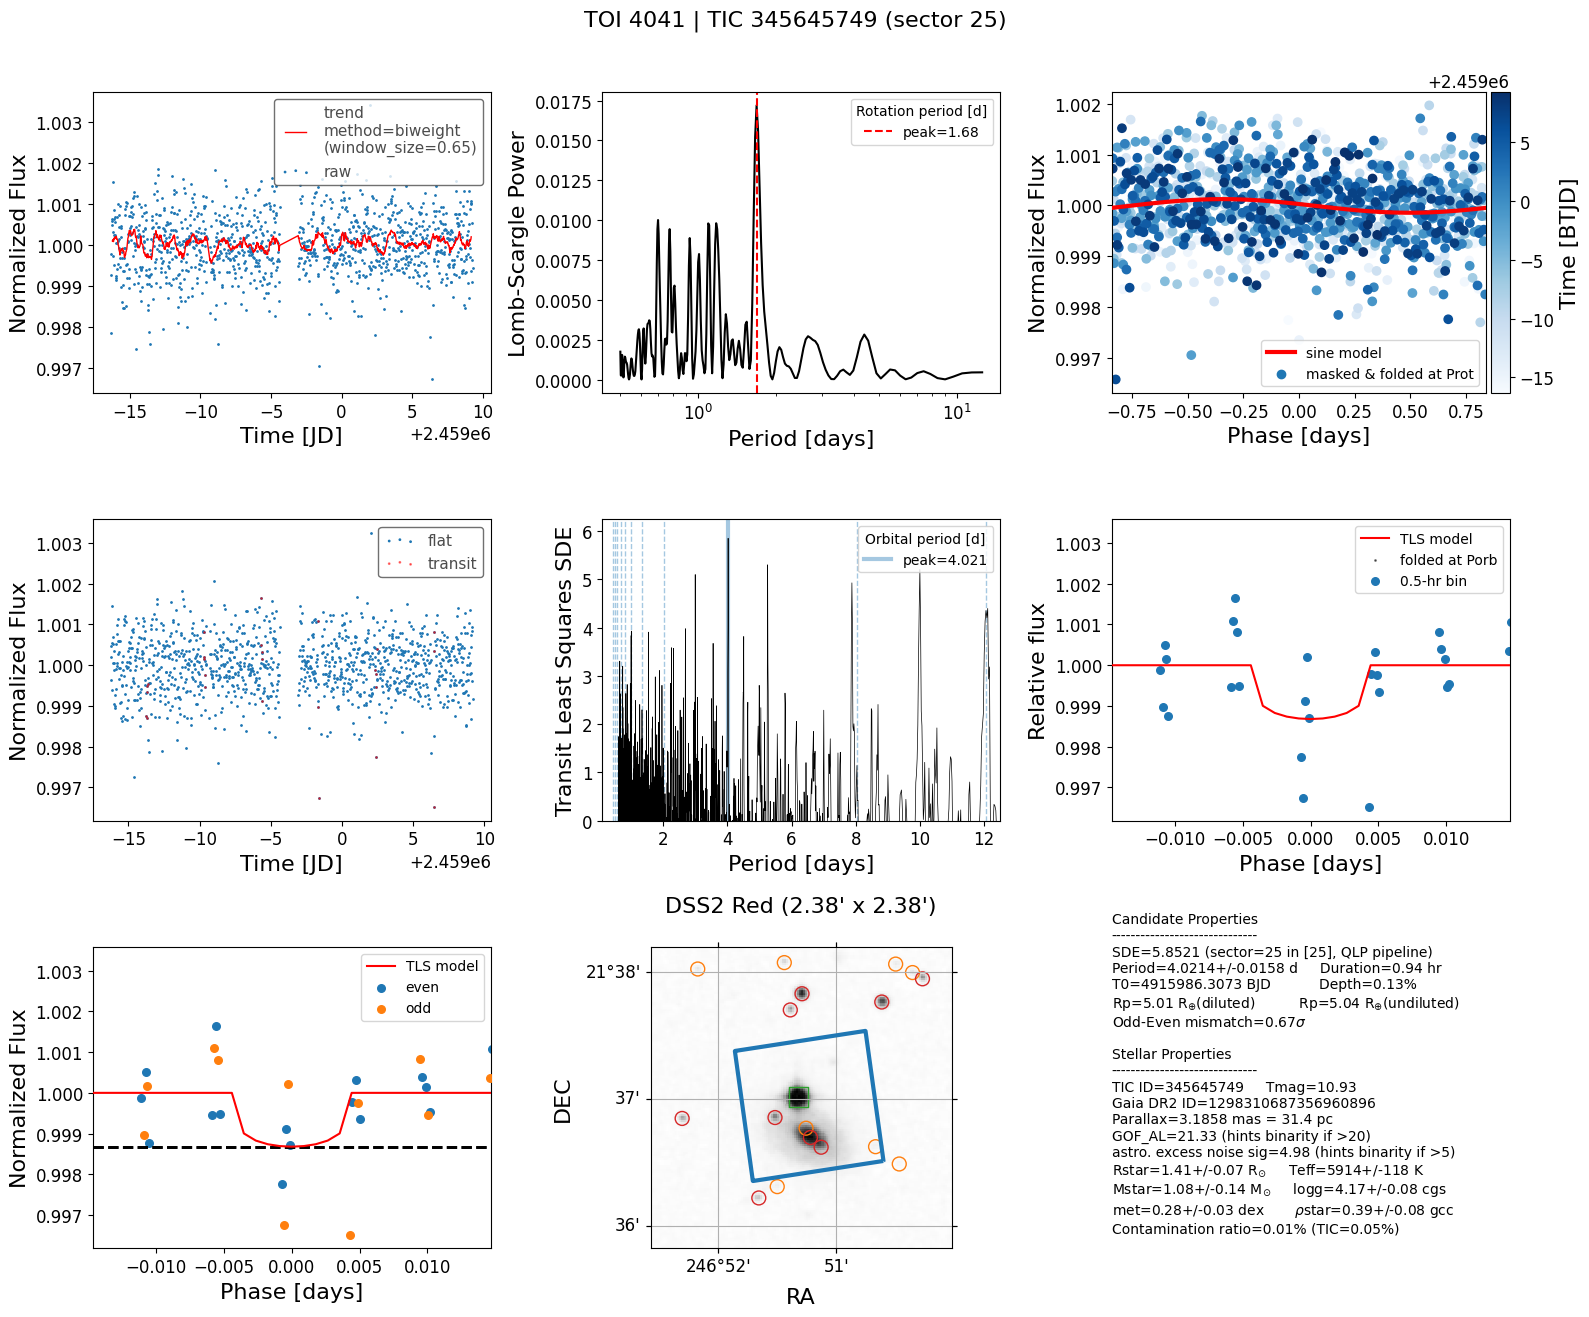 TOI 4041 | TIC 345645749 (sector 25)
Normalized Flux
1.003
1.002
1.001
1.000
0.999
0.998
0.997
trend
method=biweight
(window_size=0.65)
raw
−15
−10
−5
0
5
10
Time [JD]
+2.459e6
Lomb-Scargle Power
0.0175
0.0150
0.0125
0.0100
0.0075
0.0050
0.0025
0.0000
Rotation period [d]
peak=1.68
10⁰
10¹
Period [days]
Normalized Flux
1.002
1.001
1.000
0.999
0.998
0.997
sine model
masked & folded at Prot
−0.75
−0.50
−0.25
0.00
0.25
0.50
0.75
Phase [days]
+2.459e6
5
0
−5
−10
−15
Time [BTJD]
Normalized Flux
1.003
1.002
1.001
1.000
0.999
0.998
0.997
flat
transit
−15
−10
−5
0
5
10
Time [JD]
+2.459e6
Transit Least Squares SDE
6
5
4
3
2
1
0
Orbital period [d]
peak=4.021
2
4
6
8
10
12
Period [days]
Relative flux
1.003
1.002
1.001
1.000
0.999
0.998
0.997
TLS model
folded at Porb
0.5-hr bin
−0.010
−0.005
0.000
0.005
0.010
Phase [days]
Normalized Flux
1.003
1.002
1.001
1.000
0.999
0.998
0.997
TLS model
even
odd
−0.010
−0.005
0.000
0.005
0.010
Phase [days]
DSS2 Red (2.38' x 2.38')
DEC
21°38'
37'
36'
246°52'
51'
RA
Candidate Properties
------------------------------
SDE=5.8521 (sector=25 in [25], QLP pipeline)
Period=4.0214+/-0.0158 d Duration=0.94 hr
T0=4915986.3073 BJD Depth=0.13%
Rp=5.01 R⊕(diluted) Rp=5.04 R⊕(undiluted)
Odd-Even mismatch=0.67σ
Stellar Properties
------------------------------
TIC ID=345645749 Tmag=10.93
Gaia DR2 ID=1298310687356960896
Parallax=3.1858 mas = 31.4 pc
GOF_AL=21.33 (hints binarity if >20)
astro. excess noise sig=4.98 (hints binarity if >5)
Rstar=1.41+/-0.07 R⊙ Teff=5914+/-118 K
Mstar=1.08+/-0.14 M⊙ logg=4.17+/-0.08 cgs
met=0.28+/-0.03 dex ρstar=0.39+/-0.08 gcc
Contamination ratio=0.01% (TIC=0.05%)